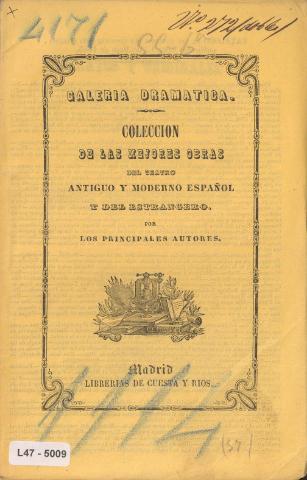 4171
GALERIA DRAMATICA.
COLECCION
DE LAS MEJORES OBRAS
DEL TEATRO
ANTIGUO Y MODERNO ESPAÑOL
Y DEL ESTRANGERO,
POR
LOS PRINCIPALES AUTORES.
Madrid
LIBRERIAS DE CUESTA Y RIOS.
L47 - 5009